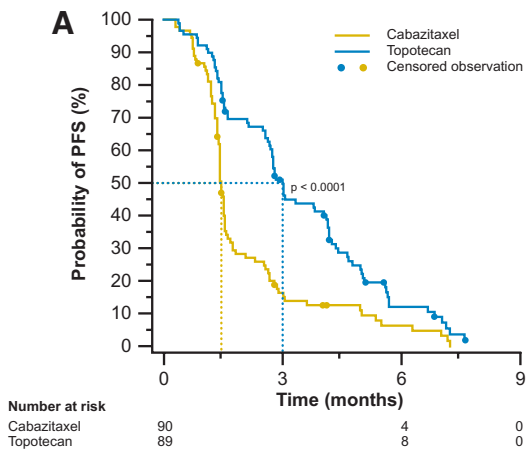 A
Cabazitaxel
Topotecan
Censored observation
Probability of PFS (%)
100
90
80
70
60
50
40
30
20
10
0
p < 0.0001
0 3 6 9
Time (months)
Number at risk
Cabazitaxel 90 4 0
Topotecan 89 8 0